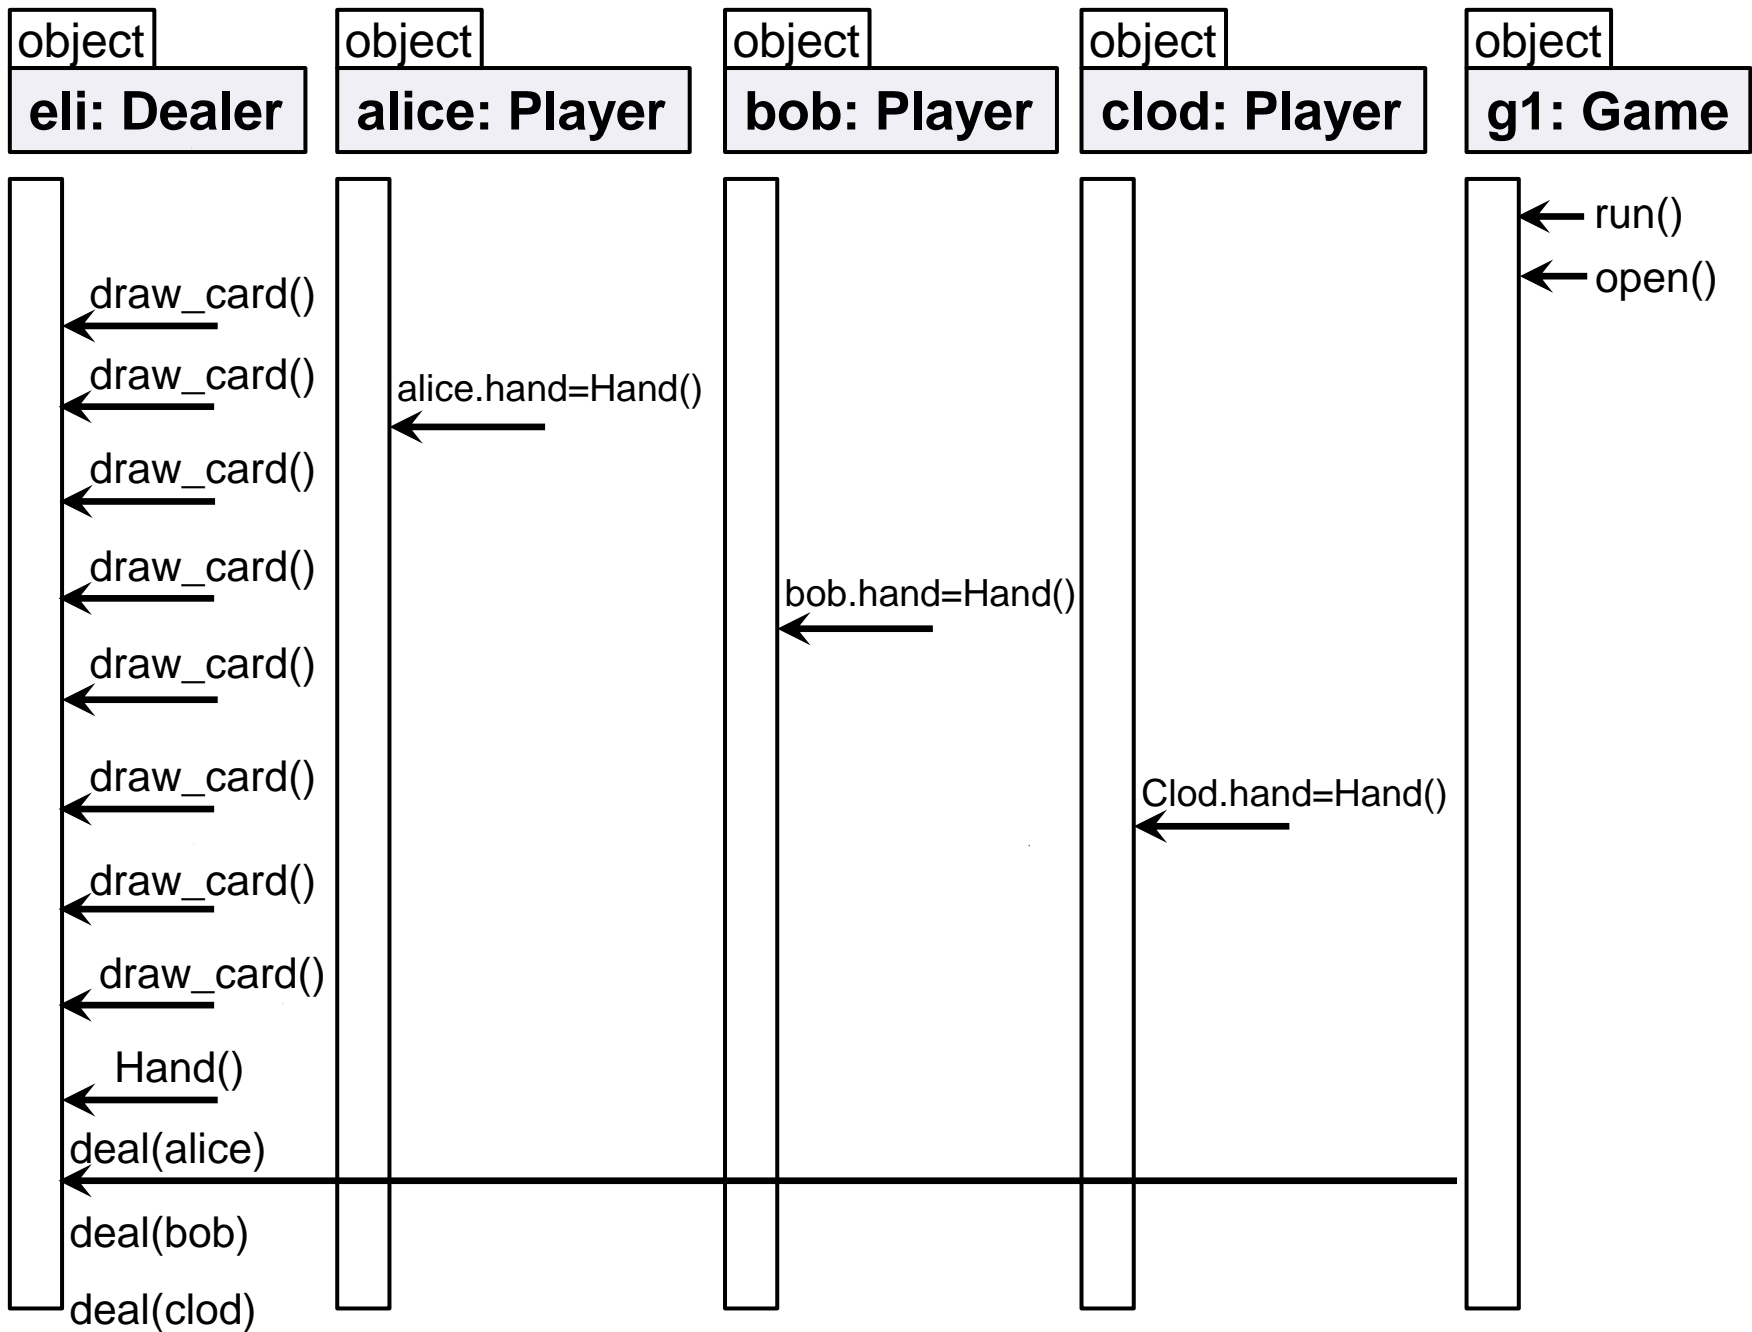 object
object
object
object
object
eli: Dealer
alice: Player
bob: Player
clod: Player
g1: Game
run()
open()
draw_card()
draw_card()
alice.hand=Hand()
draw_card()
draw_card()
bob.hand=Hand()
draw_card()
draw_card()
Clod.hand=Hand()
draw_card()
draw_card()
Hand()
deal(alice)
deal(bob)
deal(clod)